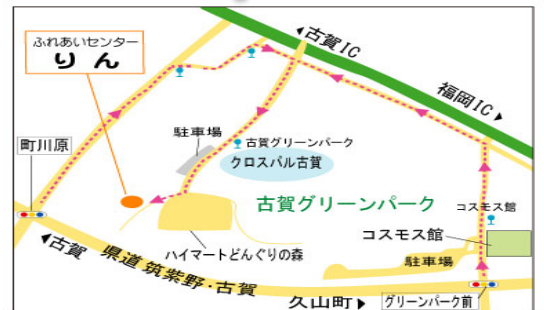 ふれあいセンター
りん
◀古賀IC
福岡IC▶
駐車場
古賀グリーンパーク
クロスパル古賀
町川原
古賀グリーンパーク
コスモス館
コスモス館
ハイマートどんぐりの森
駐車場
◀古賀 県道 筑紫野・古賀
久山町▶
グリーンパーク前